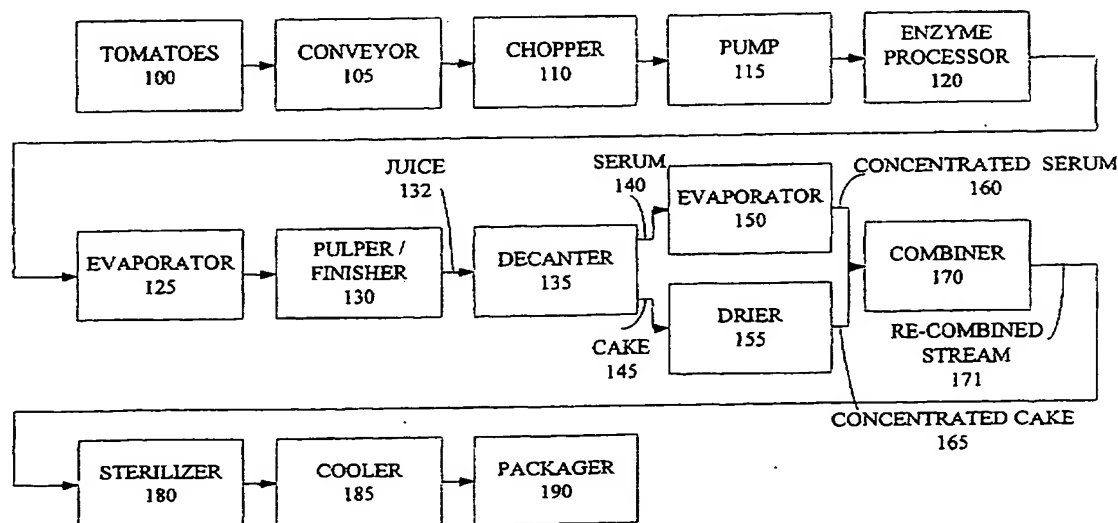 TOMATOES
100
CONVEYOR
105
CHOPPER
110
PUMP
115
ENZYME
PROCESSOR
120
EVAPORATOR
125
PULPER /
FINISHER
130
JUICE
132
DECANTER
135
SERUM
140
CAKE
145
EVAPORATOR
150
DRIER
155
CONCENTRATED SERUM
160
CONCENTRATED CAKE
165
COMBINER
170
RE-COMBINED
STREAM
171
STERILIZER
180
COOLER
185
PACKAGER
190